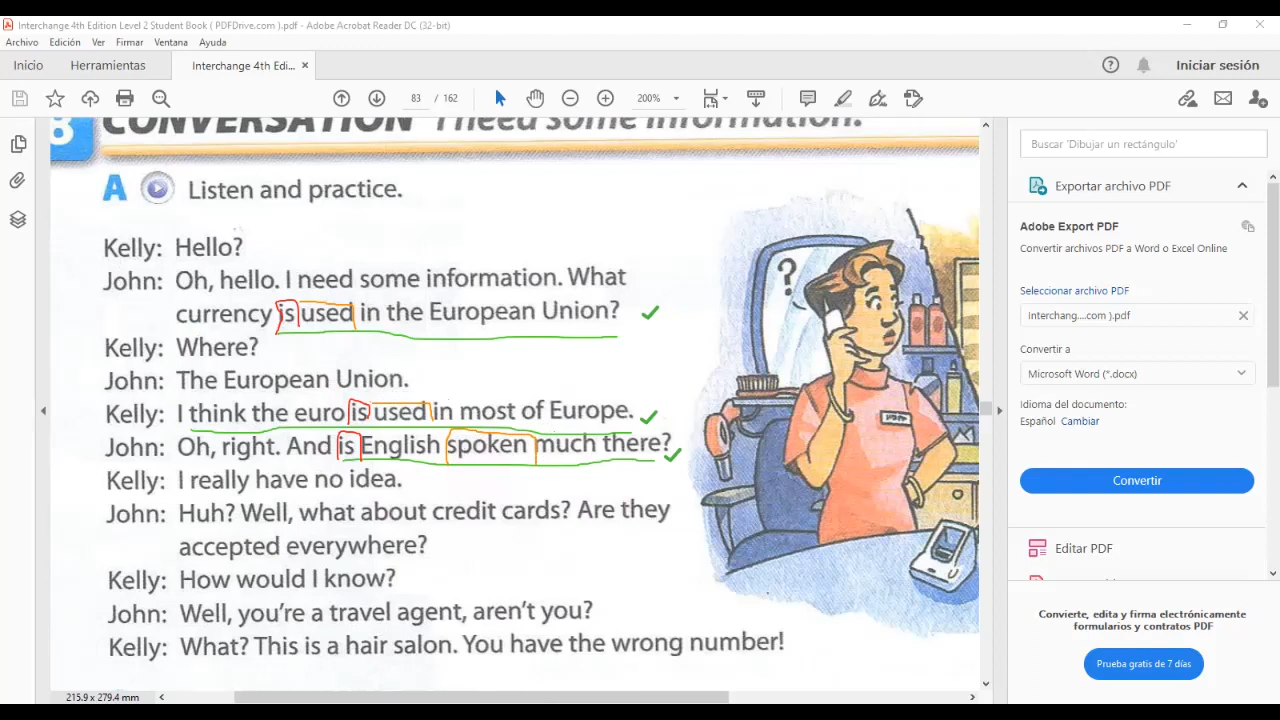 Interchange 4th Edition Level 2 Student Book ( PDFDrive.com ).pdf - Adobe Acrobat Reader DC (32-bit)
Archivo Edición Ver Firmar Ventana Ayuda
Inicio Herramientas Interchange 4th Edi... × Iniciar sesión
83 / 162 200%
8 CONVERSATION I need some information.
A Listen and practice.
Kelly: Hello?
John: Oh, hello. I need some information. What
currency is used in the European Union?
Kelly: Where?
John: The European Union.
Kelly: I think the euro is used in most of Europe.
John: Oh, right. And is English spoken much there?
Kelly: I really have no idea.
John: Huh? Well, what about credit cards? Are they
accepted everywhere?
Kelly: How would I know?
John: Well, you're a travel agent, aren't you?
Kelly: What? This is a hair salon. You have the wrong number!
?
215.9 x 279.4 mm
Buscar 'Dibujar un rectángulo'
Exportar archivo PDF
Adobe Export PDF
Convertir archivos PDF a Word o Excel Online
Seleccionar archivo PDF
Interchang....com ).pdf
Convertir a
Microsoft Word (*.docx)
Idioma del documento:
Español Cambiar
Convertir
Editar PDF
Convierte, edita y firma electrónicamente
formularios y contratos PDF
Prueba gratis de 7 días